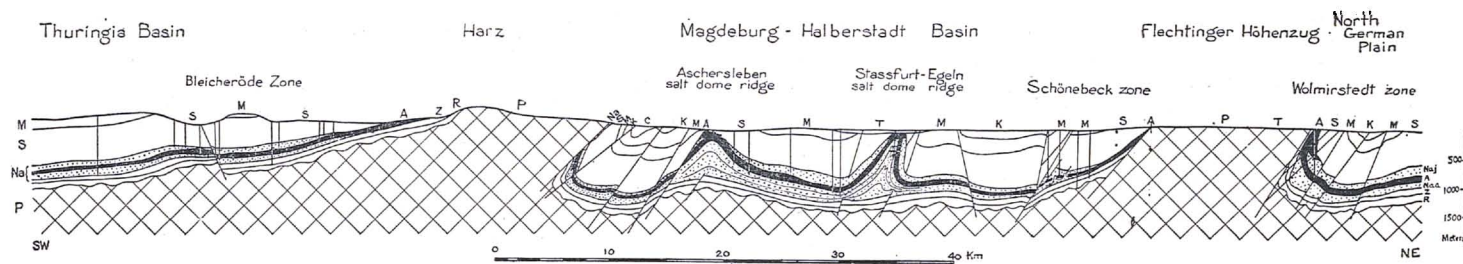 Thuringia Basin Harz Magdeburg - Halberstadt Basin Flechtinger Höhenzug - North German Plain
Bleicheröde Zone
Aschersleben salt dome ridge
Stassfurt-Egeln salt dome ridge
Schönebeck zone
Wolmirstedt zone
M S M S A Z R P C K M A S M T M K M M S A P T A S M K M S
M
S
Na
P
500
Naj
A
Naa
Z
R
1000
1500
Meters
SW NE
0 10 20 30 40 Km